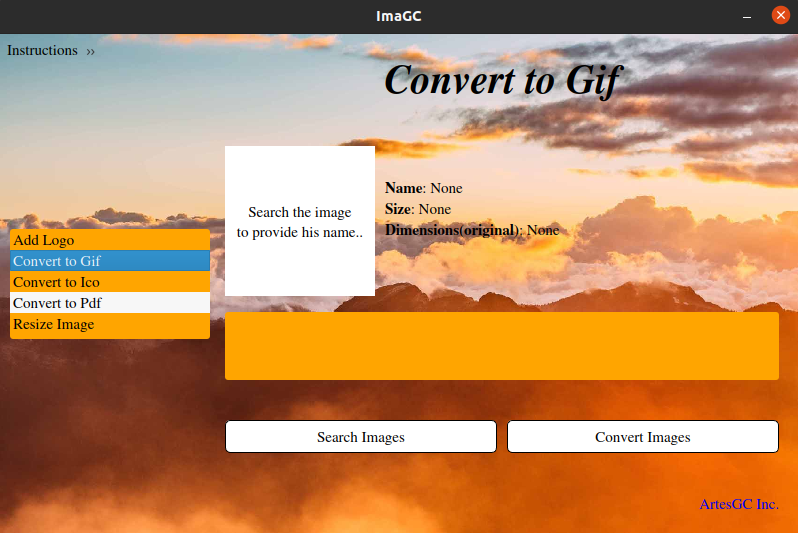 ImaGC
Instructions ››
Convert to Gif
Search the image
to provide his name..
Name: None
Size: None
Dimensions(original): None
Add Logo
Convert to Gif
Convert to Ico
Convert to Pdf
Resize Image
Search Images
Convert Images
ArtesGC Inc.